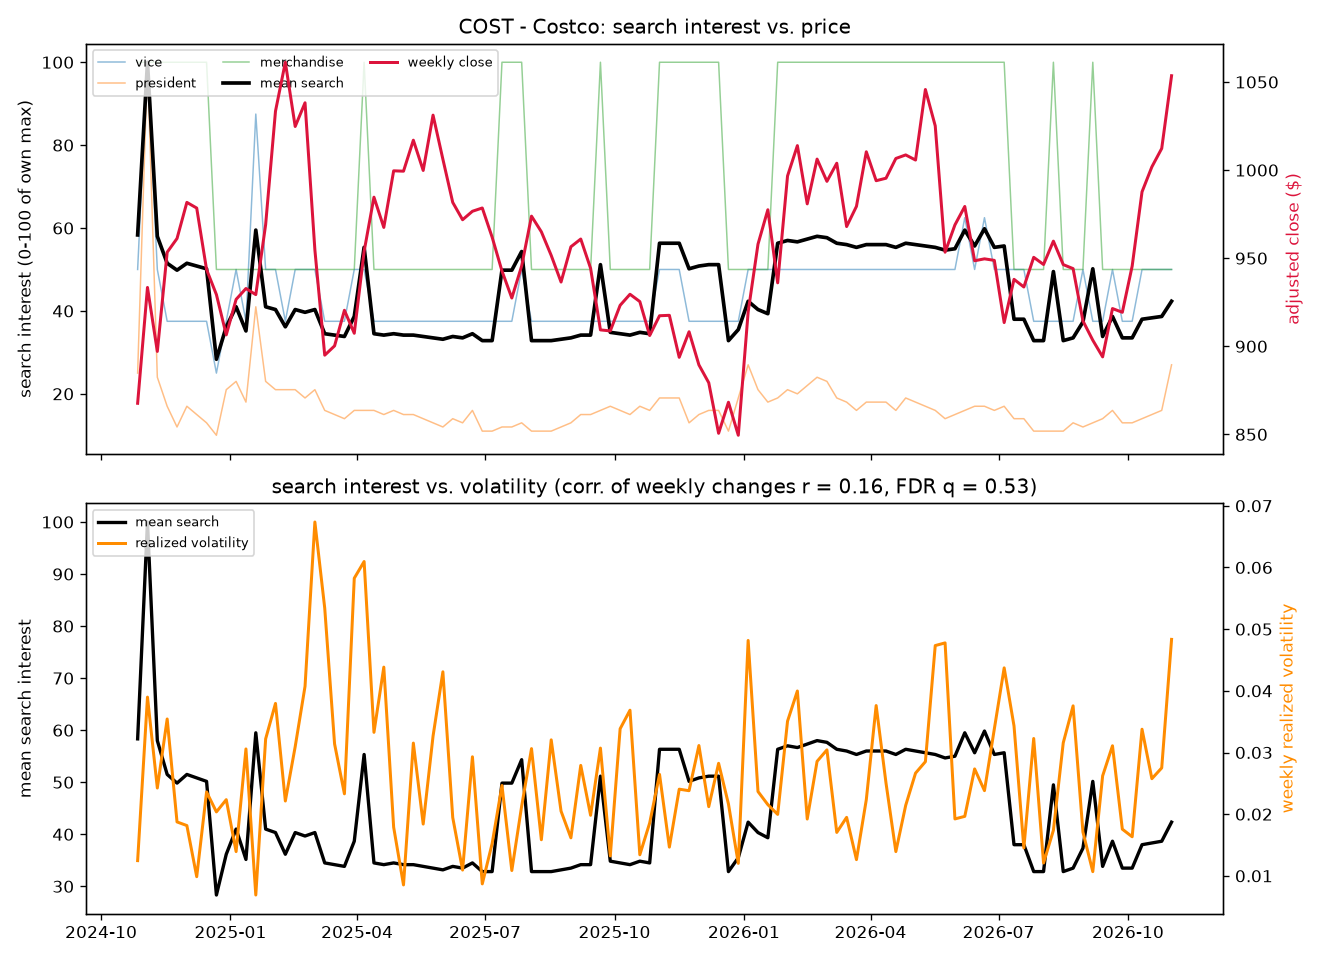 COST - Costco: search interest vs. price
search interest (0-100 of own max)
100
80
60
40
20
vice
president
merchandise
mean search
weekly close
1050
1000
950
900
850
adjusted close ($)
search interest vs. volatility (corr. of weekly changes r = 0.16, FDR q = 0.53)
mean search interest
100
90
80
70
60
50
40
30
mean search
realized volatility
0.07
0.06
0.05
0.04
0.03
0.02
0.01
weekly realized volatility
2024-10
2025-01
2025-04
2025-07
2025-10
2026-01
2026-04
2026-07
2026-10